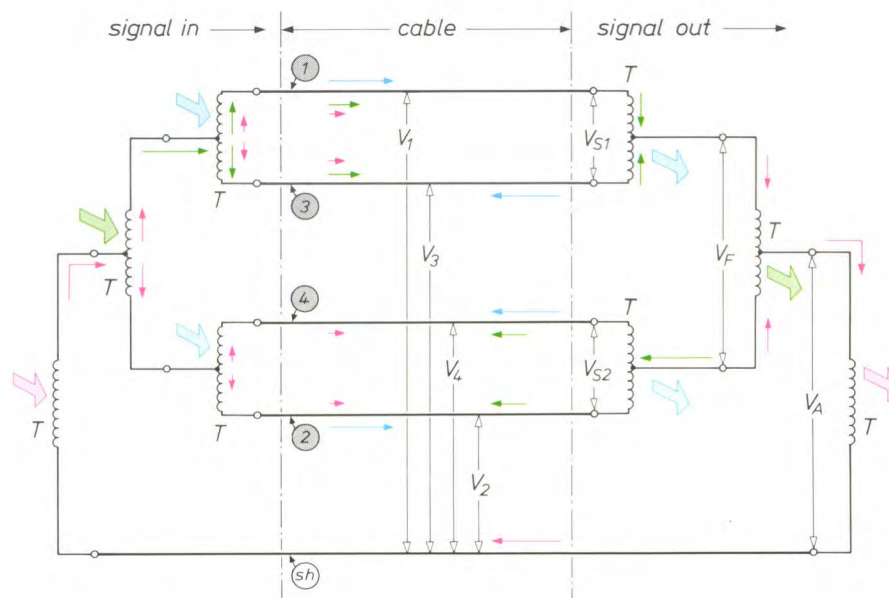 signal in cable signal out
1 T
V1 VS1
T
3
T V3 VF T
4 T
V4 VS2 VA
T T T
2
V2
sh